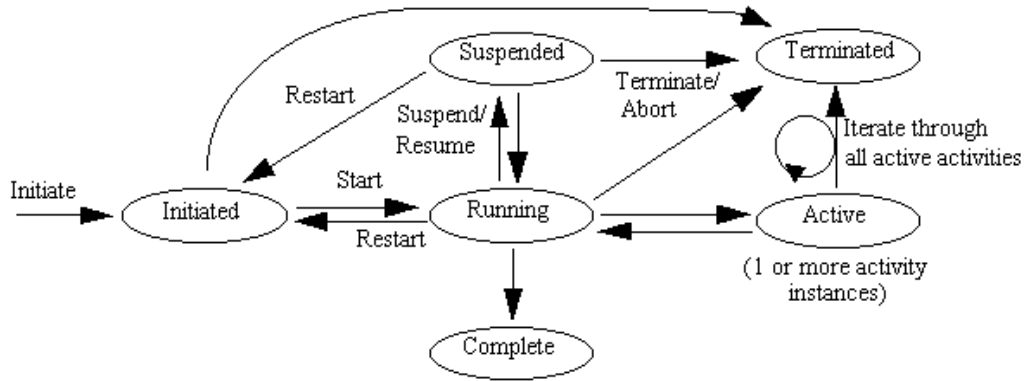 Suspended
Terminated
Restart
Terminate/
Abort
Suspend/
Resume
Iterate through
all active activities
Initiate
Start
Initiated
Running
Active
Restart
(1 or more activity
instances)
Complete